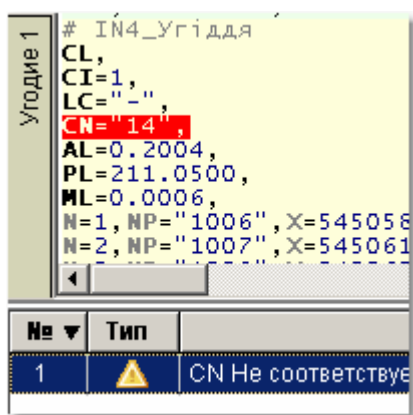 Угодие 1
# IN4_Угіддя
CL,
CI=1,
LC="-",
CN="14",
AL=0.2004,
PL=211.0500,
ML=0.0006,
N=1,NP="1006",X=545058
N=2,NP="1007",X=545061
№ Тип
1 CN Не соответствуе